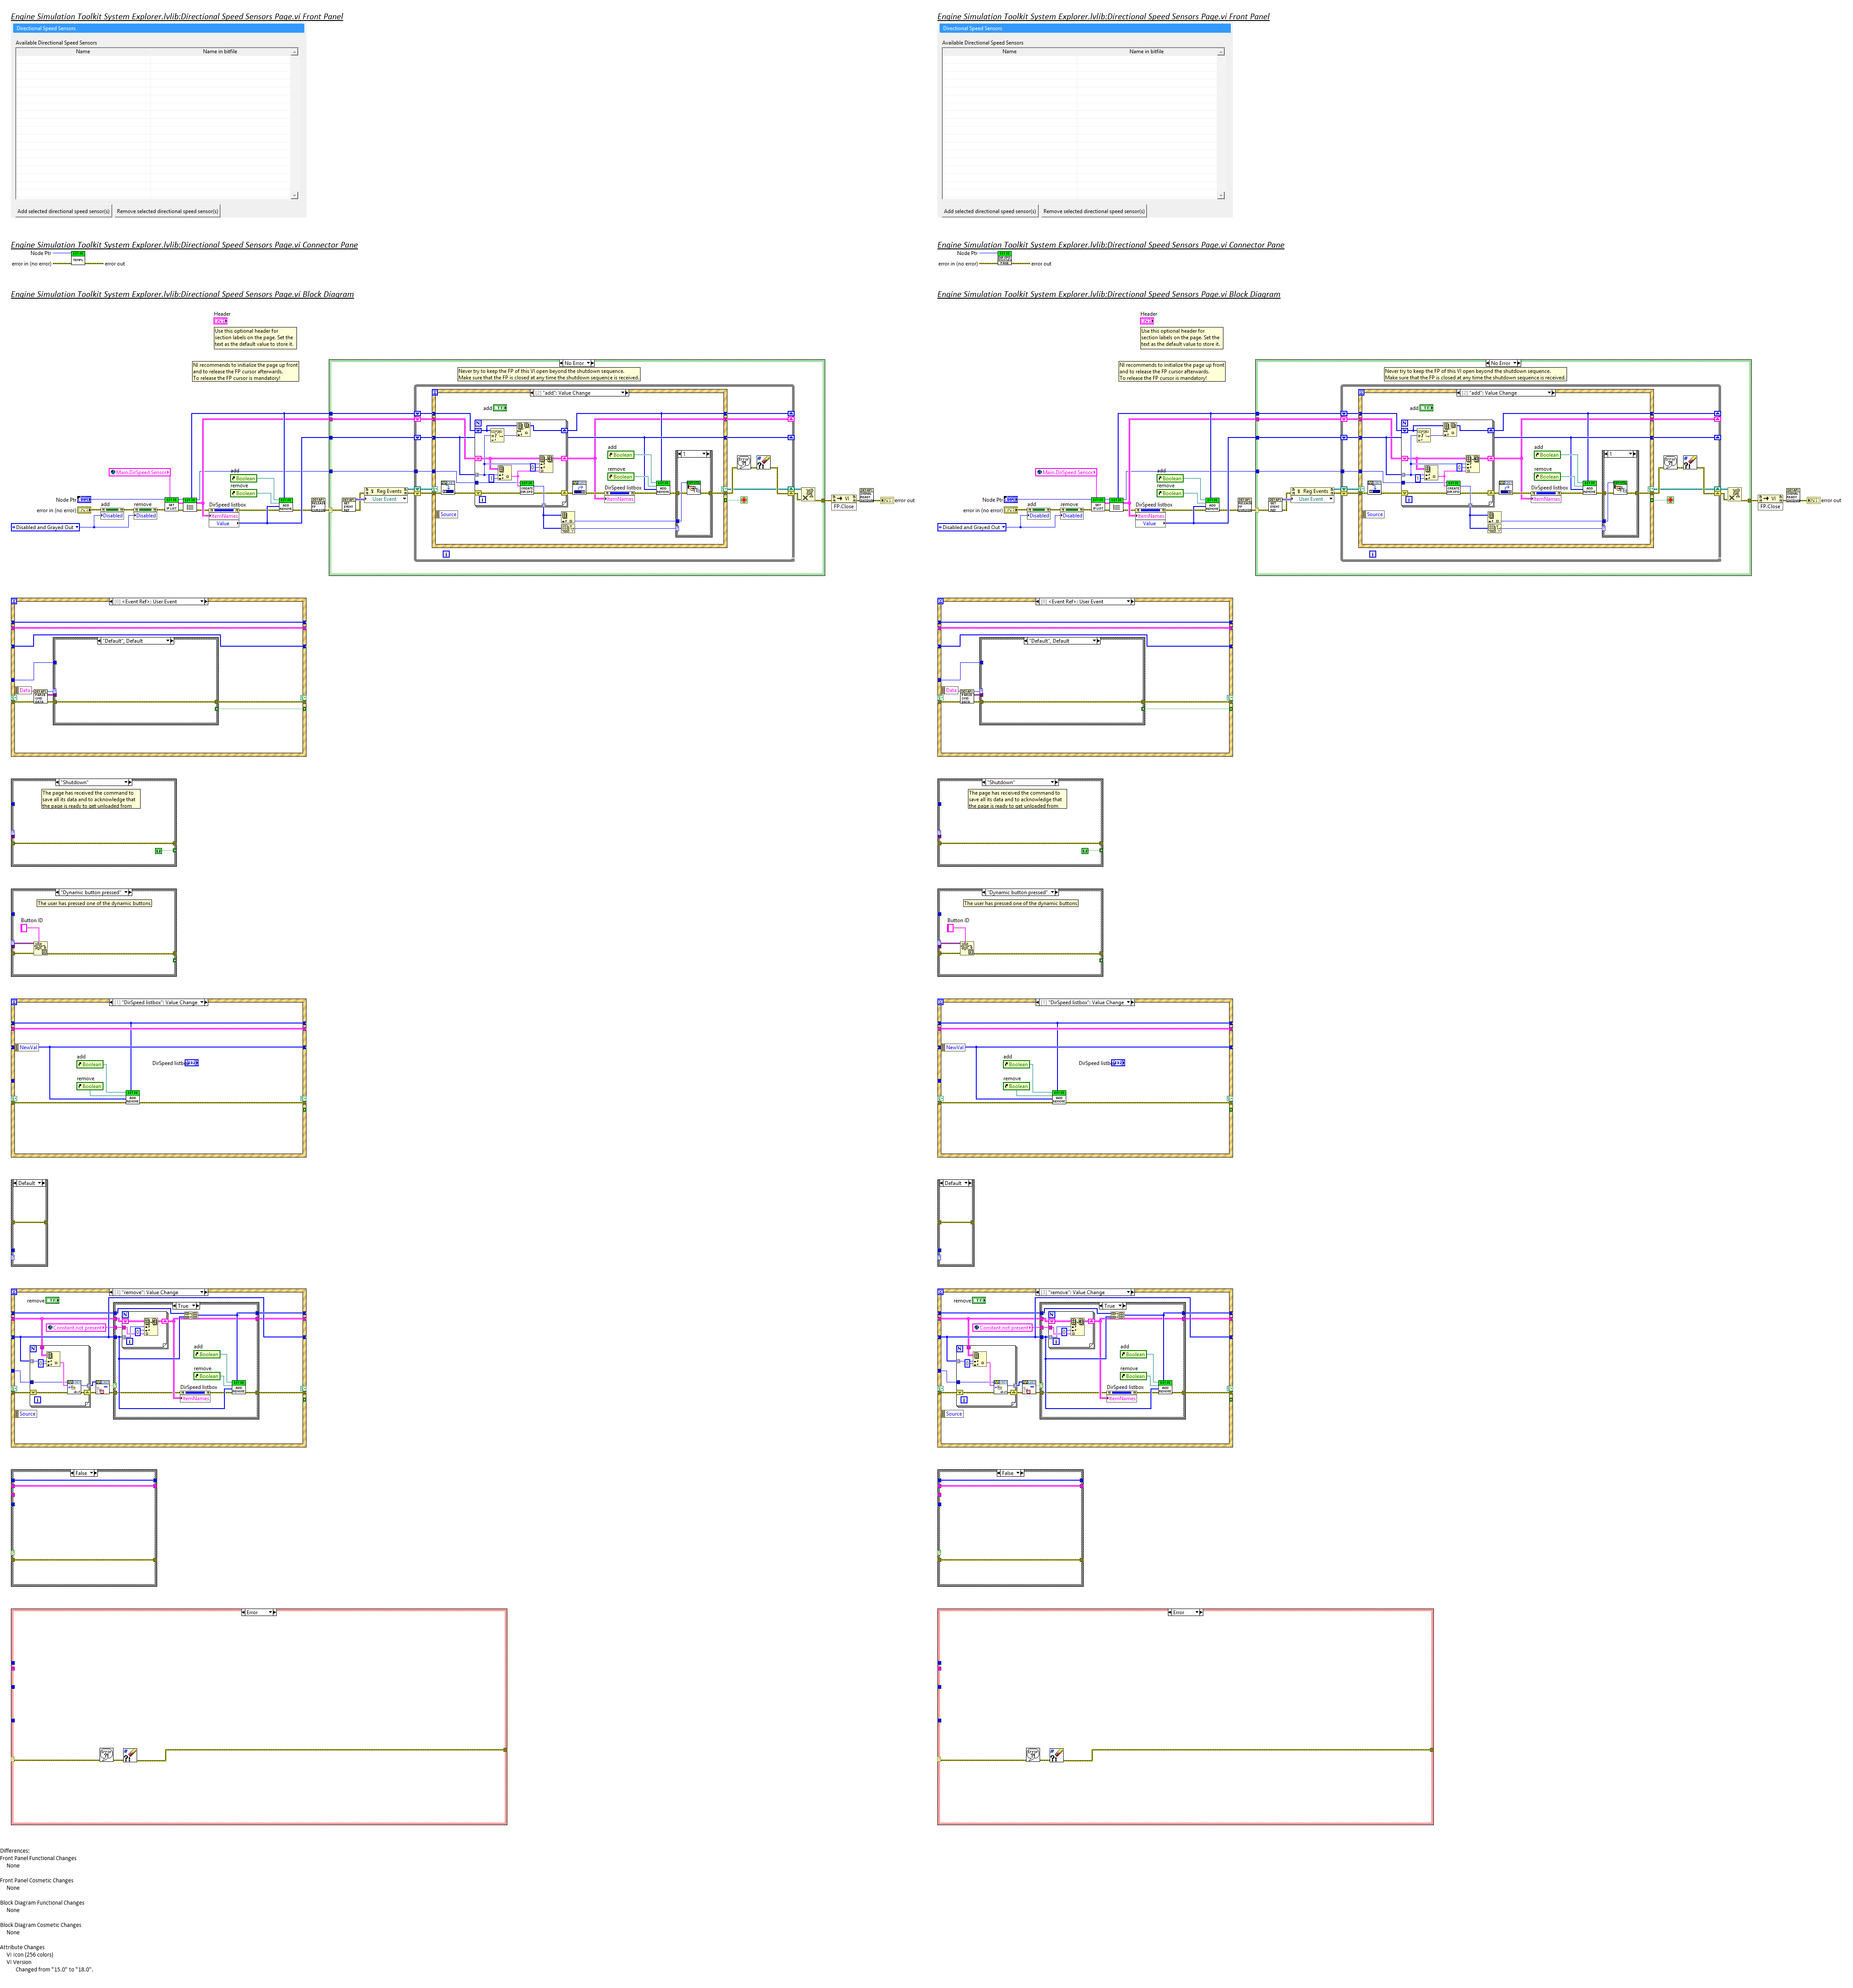 Engine Simulation Toolkit System Explorer.lvlib:Directional Speed Sensors Page.vi Front Panel
Directional Speed Sensors
Available Directional Speed Sensors
Name Name in bitfile
Add selected directional speed sensor(s) Remove selected directional speed sensor(s)
Engine Simulation Toolkit System Explorer.lvlib:Directional Speed Sensors Page.vi Connector Pane
Node Ptr
error in (no error) error out
Engine Simulation Toolkit System Explorer.lvlib:Directional Speed Sensors Page.vi Block Diagram
Header
Use this optional header for
section labels on the page. Set the
text as the default value to store it.
NI recommends to initialize the page up front
and to release the FP cursor afterwards.
To release the FP cursor is mandatory!
No Error
Never try to keep the FP of this VI open beyond the shutdown sequence.
Make sure that the FP is closed at any time the shutdown sequence is received.
[2] "add": Value Change
add
Main.DirSpeed Sensor
add
Boolean
remove
Boolean
DirSpeed listbox
ItemNames
Value
Node Ptr
error in (no error)
add
Disabled
remove
Disabled
Disabled and Grayed Out
Reg Events
User Event
Source
add
Boolean
remove
Boolean
DirSpeed listbox
ItemNames
1
VI
FP.Close
error out
[0] <Event Ref>: User Event
"Default", Default
Data
"Shutdown"
The page has received the command to
save all its data and to acknowledge that
the page is ready to get unloaded from
"Dynamic button pressed"
The user has pressed one of the dynamic buttons
Button ID
[1] "DirSpeed listbox": Value Change
NewVal
add
Boolean
remove
Boolean
DirSpeed listbox
Default
[3] "remove": Value Change
remove
True
Constant.not present
add
Boolean
remove
Boolean
DirSpeed listbox
ItemNames
Source
False
Error
Engine Simulation Toolkit System Explorer.lvlib:Directional Speed Sensors Page.vi Front Panel
Directional Speed Sensors
Available Directional Speed Sensors
Name Name in bitfile
Add selected directional speed sensor(s) Remove selected directional speed sensor(s)
Engine Simulation Toolkit System Explorer.lvlib:Directional Speed Sensors Page.vi Connector Pane
Node Ptr
error in (no error) error out
Engine Simulation Toolkit System Explorer.lvlib:Directional Speed Sensors Page.vi Block Diagram
Header
Use this optional header for
section labels on the page. Set the
text as the default value to store it.
NI recommends to initialize the page up front
and to release the FP cursor afterwards.
To release the FP cursor is mandatory!
No Error
Never try to keep the FP of this VI open beyond the shutdown sequence.
Make sure that the FP is closed at any time the shutdown sequence is received.
[2] "add": Value Change
add
Main.DirSpeed Sensor
add
Boolean
remove
Boolean
DirSpeed listbox
ItemNames
Value
Node Ptr
error in (no error)
add
Disabled
remove
Disabled
Disabled and Grayed Out
Reg Events
User Event
Source
add
Boolean
remove
Boolean
DirSpeed listbox
ItemNames
1
VI
FP.Close
error out
[0] <Event Ref>: User Event
"Default", Default
Data
"Shutdown"
The page has received the command to
save all its data and to acknowledge that
the page is ready to get unloaded from
"Dynamic button pressed"
The user has pressed one of the dynamic buttons
Button ID
[1] "DirSpeed listbox": Value Change
NewVal
add
Boolean
remove
Boolean
DirSpeed listbox
Default
[3] "remove": Value Change
remove
True
Constant.not present
add
Boolean
remove
Boolean
DirSpeed listbox
ItemNames
Source
False
Error
Differences:
Front Panel Functional Changes
None
Front Panel Cosmetic Changes
None
Block Diagram Functional Changes
None
Block Diagram Cosmetic Changes
None
Attribute Changes
VI Icon (256 colors)
VI Version
Changed from "15.0" to "18.0".